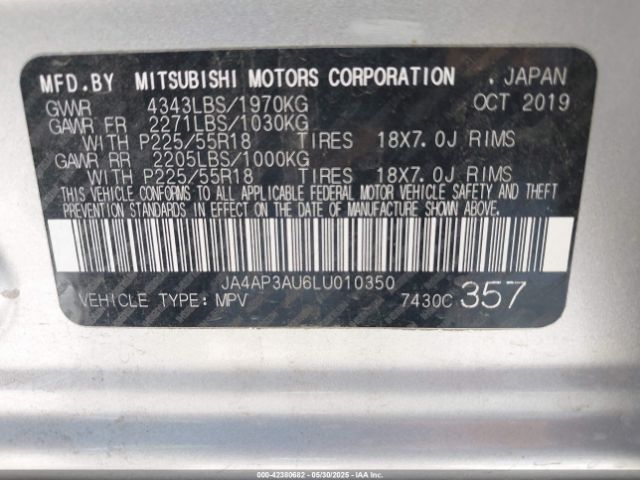 MFD.BY MITSUBISHI MOTORS CORPORATION . JAPAN
GVWR 4343LBS/1970KG OCT 2019
GAWR FR 2271LBS/1030KG
WITH P225/55R18 TIRES 18X7.0J RIMS
GAWR RR 2205LBS/1000KG
WITH P225/55R18 TIRES 18X7.0J RIMS
THIS VEHICLE CONFORMS TO ALL APPLICABLE FEDERAL MOTOR VEHICLE SAFETY AND THEFT
PREVENTION STANDARDS IN EFFECT ON THE DATE OF MANUFACTURE SHOWN ABOVE.
JA4AP3AU6LU010350
VEHICLE TYPE: MPV 7430C 357
000-42380682 - 05/30/2025 - IAAI.COM